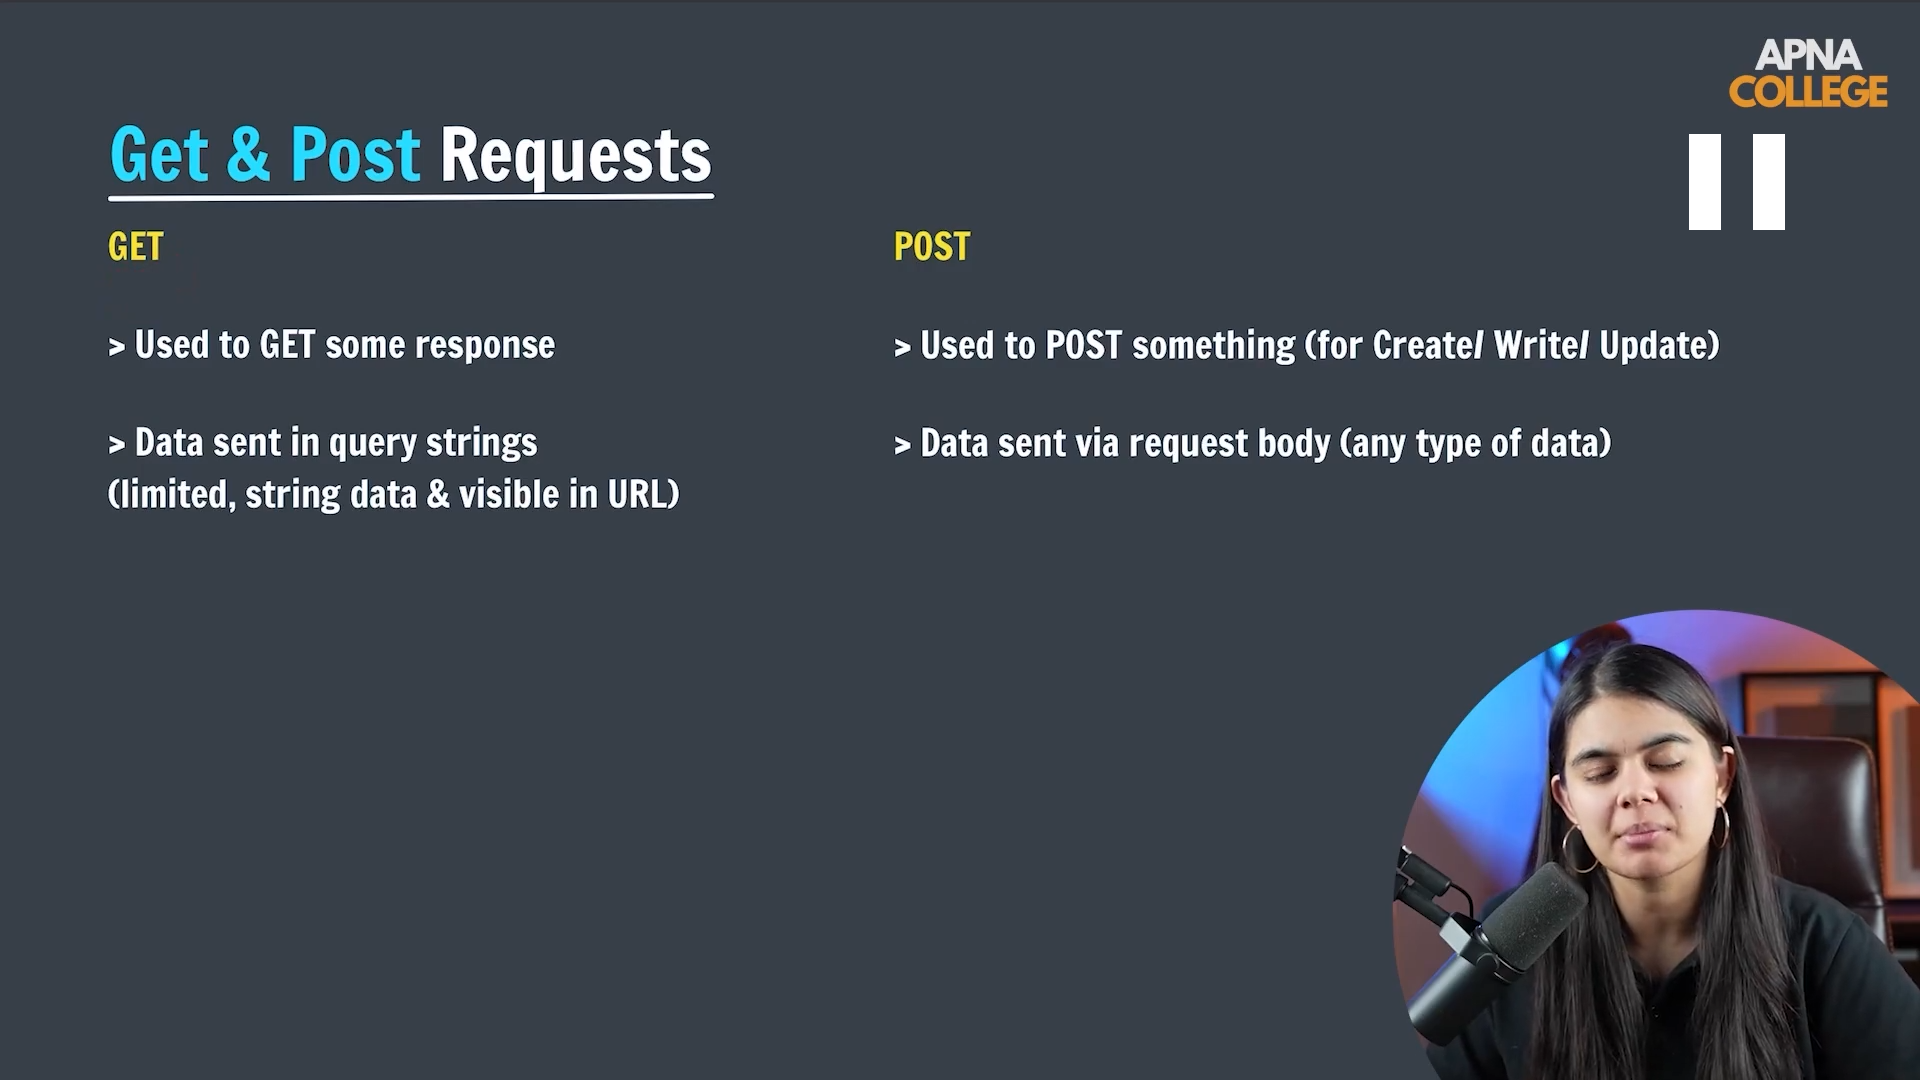 APNA
COLLEGE
Get & Post Requests
GET
> Used to GET some response
> Data sent in query strings
(limited, string data & visible in URL)
POST
> Used to POST something (for Create/ Write/ Update)
> Data sent via request body (any type of data)